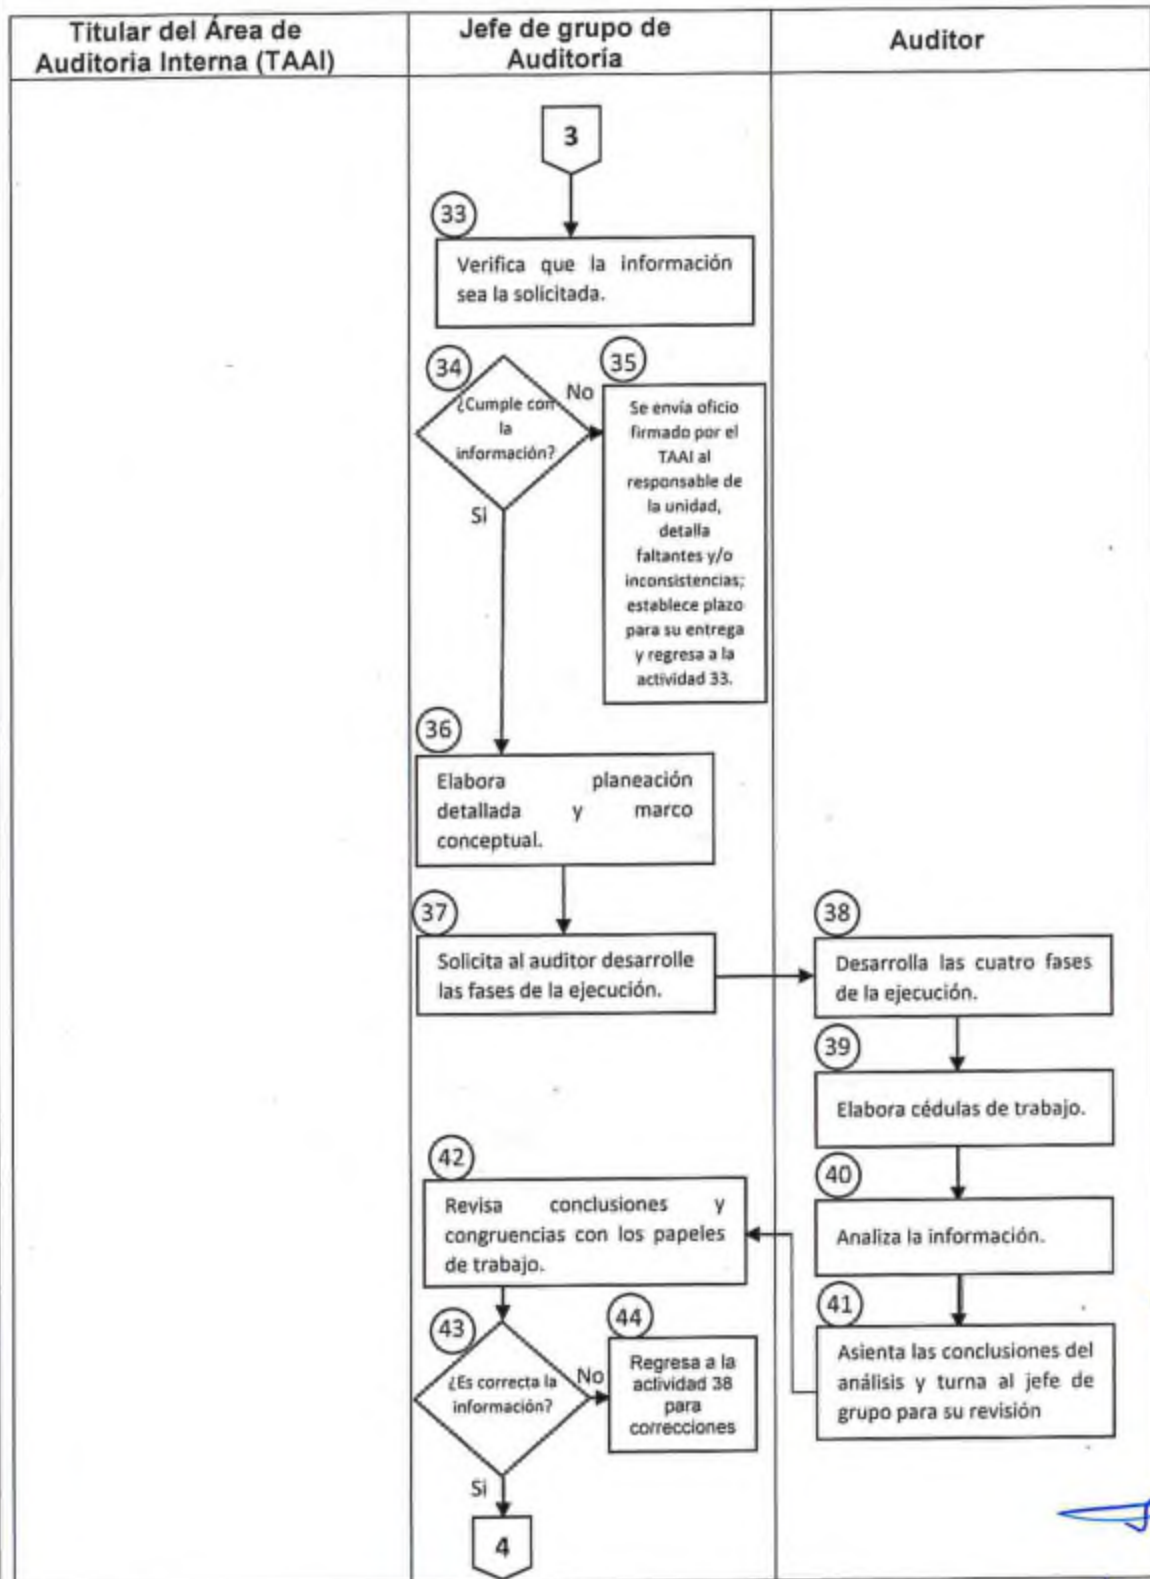 Titular del Área de
Auditoria Interna (TAAI)
Jefe de grupo de
Auditoría
Auditor
3
33
Verifica que la información
sea la solicitada.
34
¿Cumple con
la
información?
No
Si
35
Se envía oficio
firmado por el
TAAI al
responsable de
la unidad,
detalla
faltantes y/o
inconsistencias;
establece plazo
para su entrega
y regresa a la
actividad 33.
36
Elabora planeación
detallada y marco
conceptual.
37
Solicita al auditor desarrolle
las fases de la ejecución.
38
Desarrolla las cuatro fases
de la ejecución.
39
Elabora cédulas de trabajo.
40
Analiza la información.
41
Asienta las conclusiones del
análisis y turna al jefe de
grupo para su revisión
42
Revisa conclusiones y
congruencias con los papeles
de trabajo.
43
¿Es correcta la
información?
No
Si
44
Regresa a la
actividad 38
para
correcciones
4